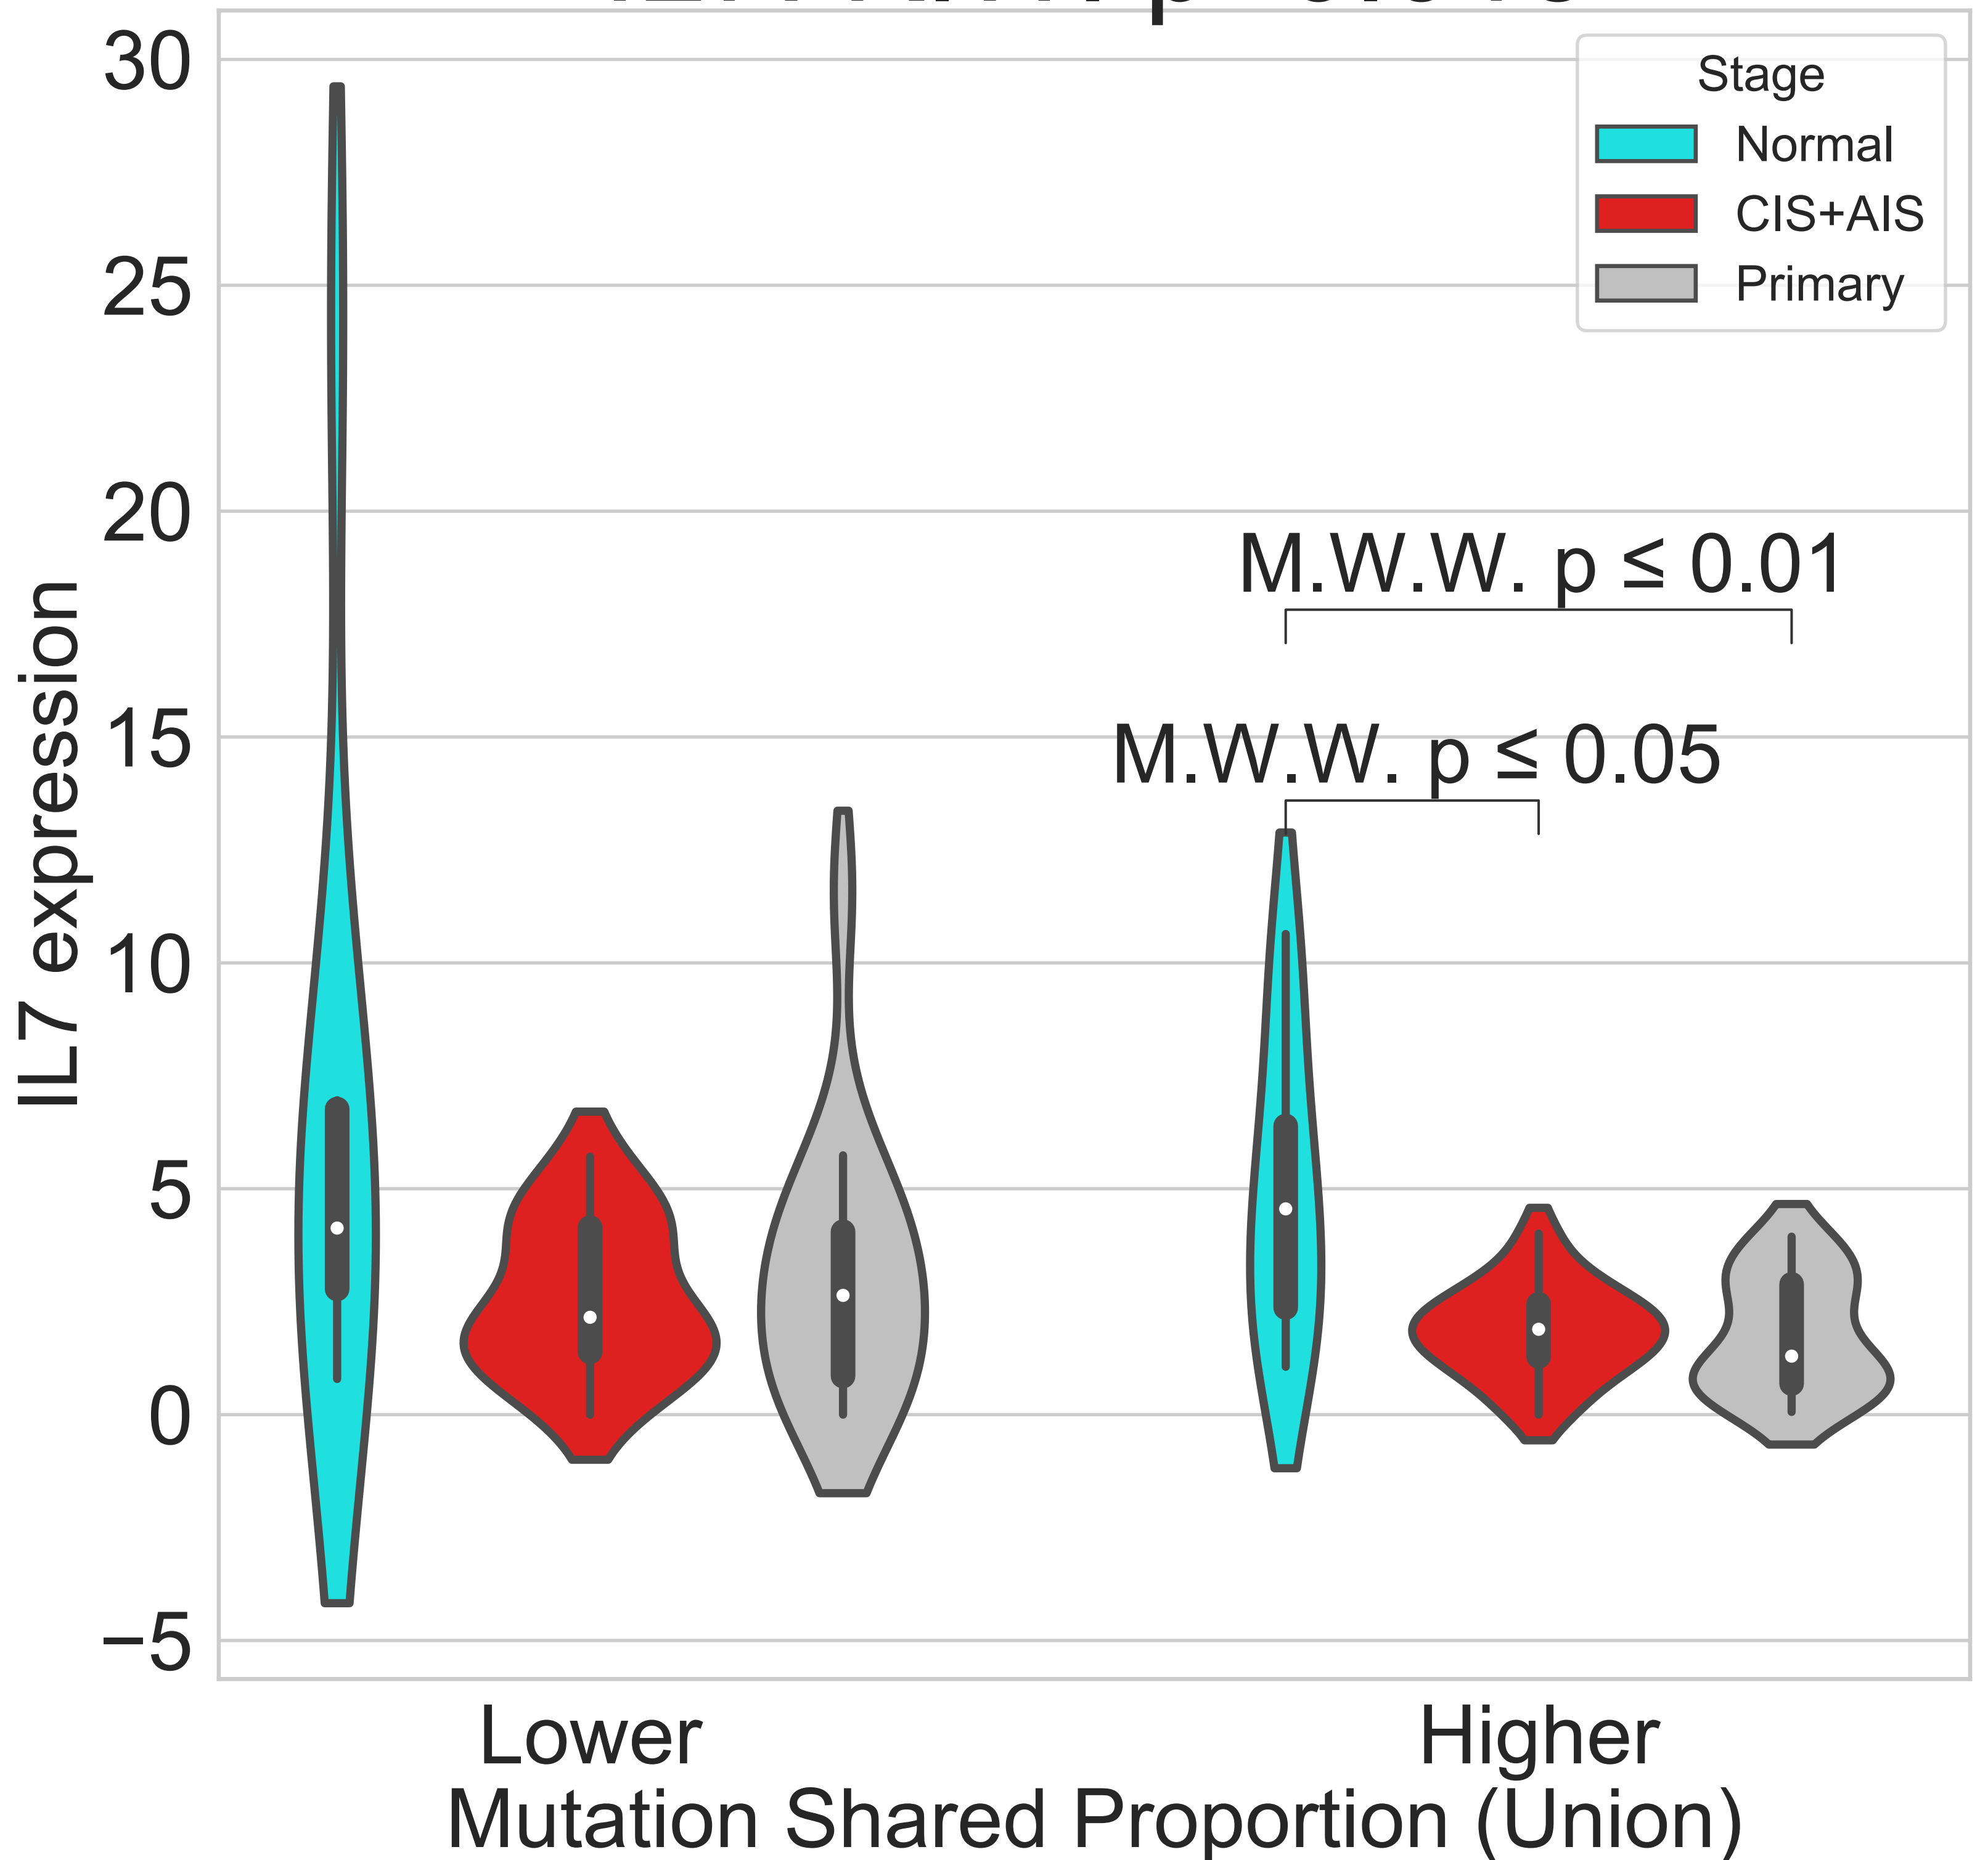 30
25
20
15
10
5
0
−5
IL7 expression
Stage
Normal
CIS+AIS
Primary
M.W.W. p ≤ 0.01
M.W.W. p ≤ 0.05
Lower
Higher
Mutation Shared Proportion (Union)